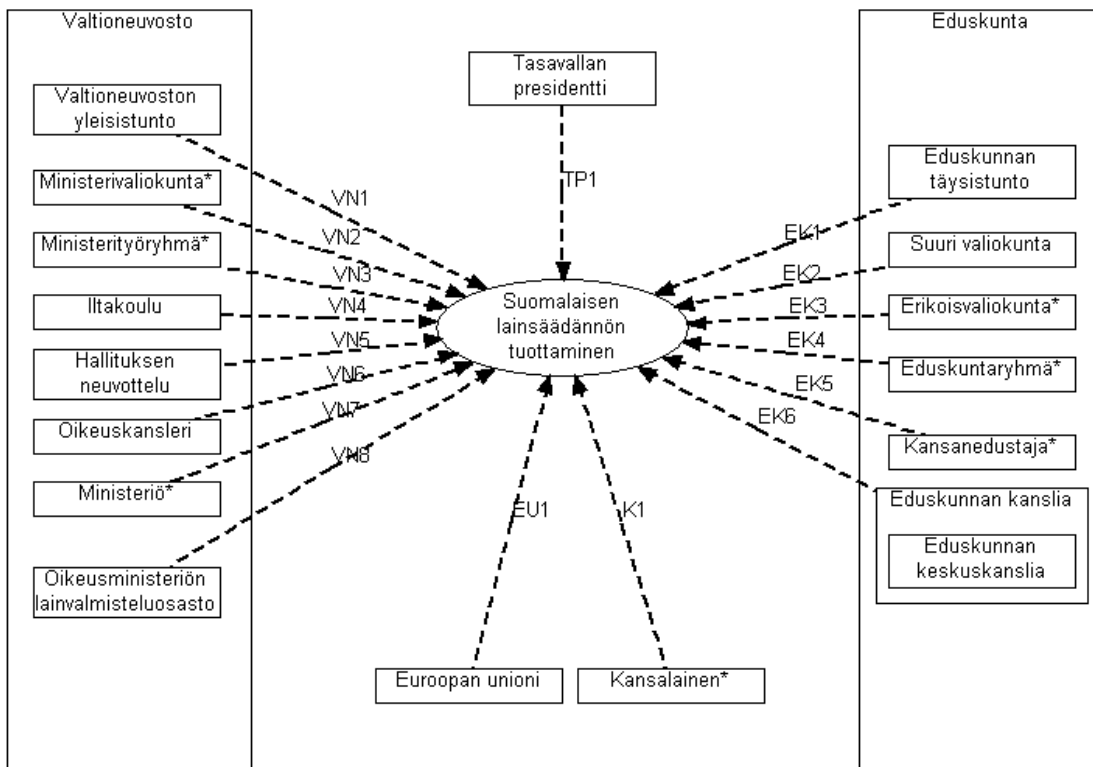 Valtioneuvosto
Valtioneuvoston
yleisistunto
Ministerivaliokunta*
Ministerityöryhmä*
Iltakoulu
Hallituksen
neuvottelu
Oikeuskansleri
Ministeriö*
Oikeusministeriön
lainvalmisteluosasto
VN1
VN2
VN3
VN4
VN5
VN6
VN7
VN8
Tasavallan
presidentti
TP1
Suomalaisen
lainsäädännön
tuottaminen
EU1
K1
Euroopan unioni
Kansalainen*
EK1
EK2
EK3
EK4
EK5
EK6
Eduskunta
Eduskunnan
täysistunto
Suuri valiokunta
Erikoisvaliokunta*
Eduskuntaryhmä*
Kansanedustaja*
Eduskunnan kanslia
Eduskunnan
keskuskanslia